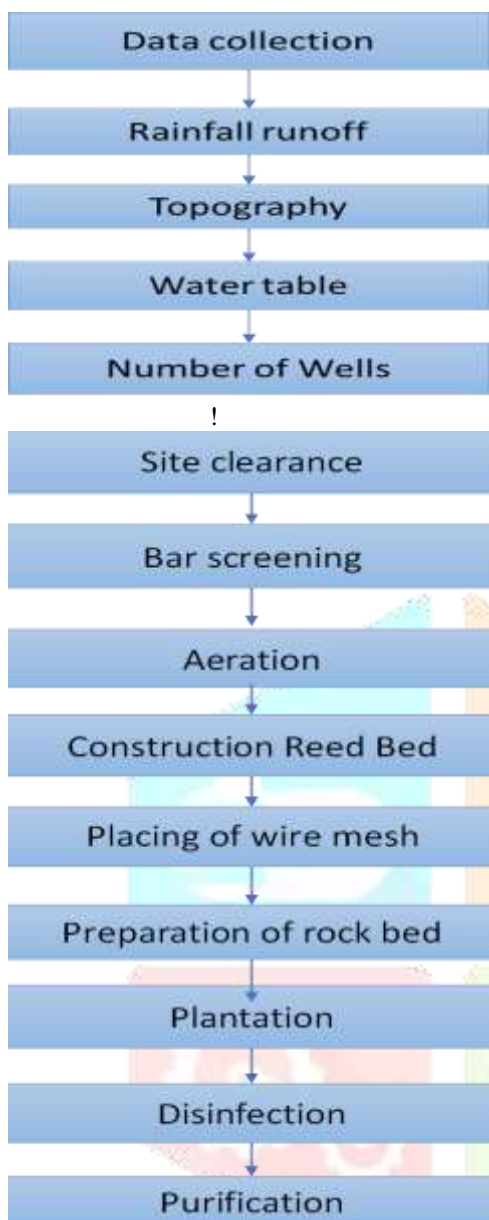 Data collection
Rainfall runoff
Topography
Water table
Number of Wells
!
Site clearance
Bar screening
Aeration
Construction Reed Bed
Placing of wire mesh
Preparation of rock bed
Plantation
Disinfection
Purification